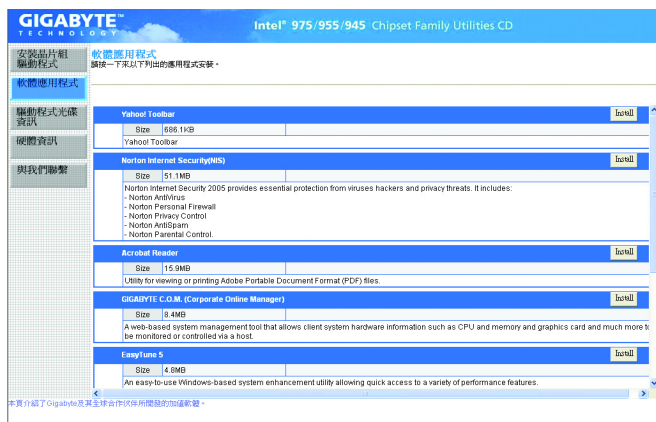 GIGABYTE™
TECHNOLOGY
Intel® 975/955/945 Chipset Family Utilities CD
安裝晶片組
驅動程式
軟體應用程式
驅動程式光碟
資訊
硬體資訊
與我們聯繫
軟體應用程式
請按一下來以下列出的應用程式安裝。
Yahoo! Toolbar
Install
Size 686.1KB
Yahoo! Toolbar
Norton Internet Security(NIS)
Install
Size 51.1MB
Norton Internet Security 2005 provides essential protection from viruses hackers and privacy threats. It includes:
- Norton AntiVirus
- Norton Personal Firewall
- Norton Privacy Control
- Norton AntiSpam
- Norton Parental Control.
Acrobat Reader
Install
Size 15.9MB
Utility for viewing or printing Adobe Portable Document Format (PDF) files.
GIGABYTE C.O.M. (Corporate Online Manager)
Install
Size 8.4MB
A web-based system management tool that allows client system hardware information such as CPU and memory and graphics card and much more to
be monitored or controlled via a host.
EasyTune 5
Install
Size 4.8MB
An easy-to-use Windows-based system enhancement utility allowing quick access to a variety of performance features.
本頁介紹了Gigabyte及其全球合作伙伴所開發的加值軟體。